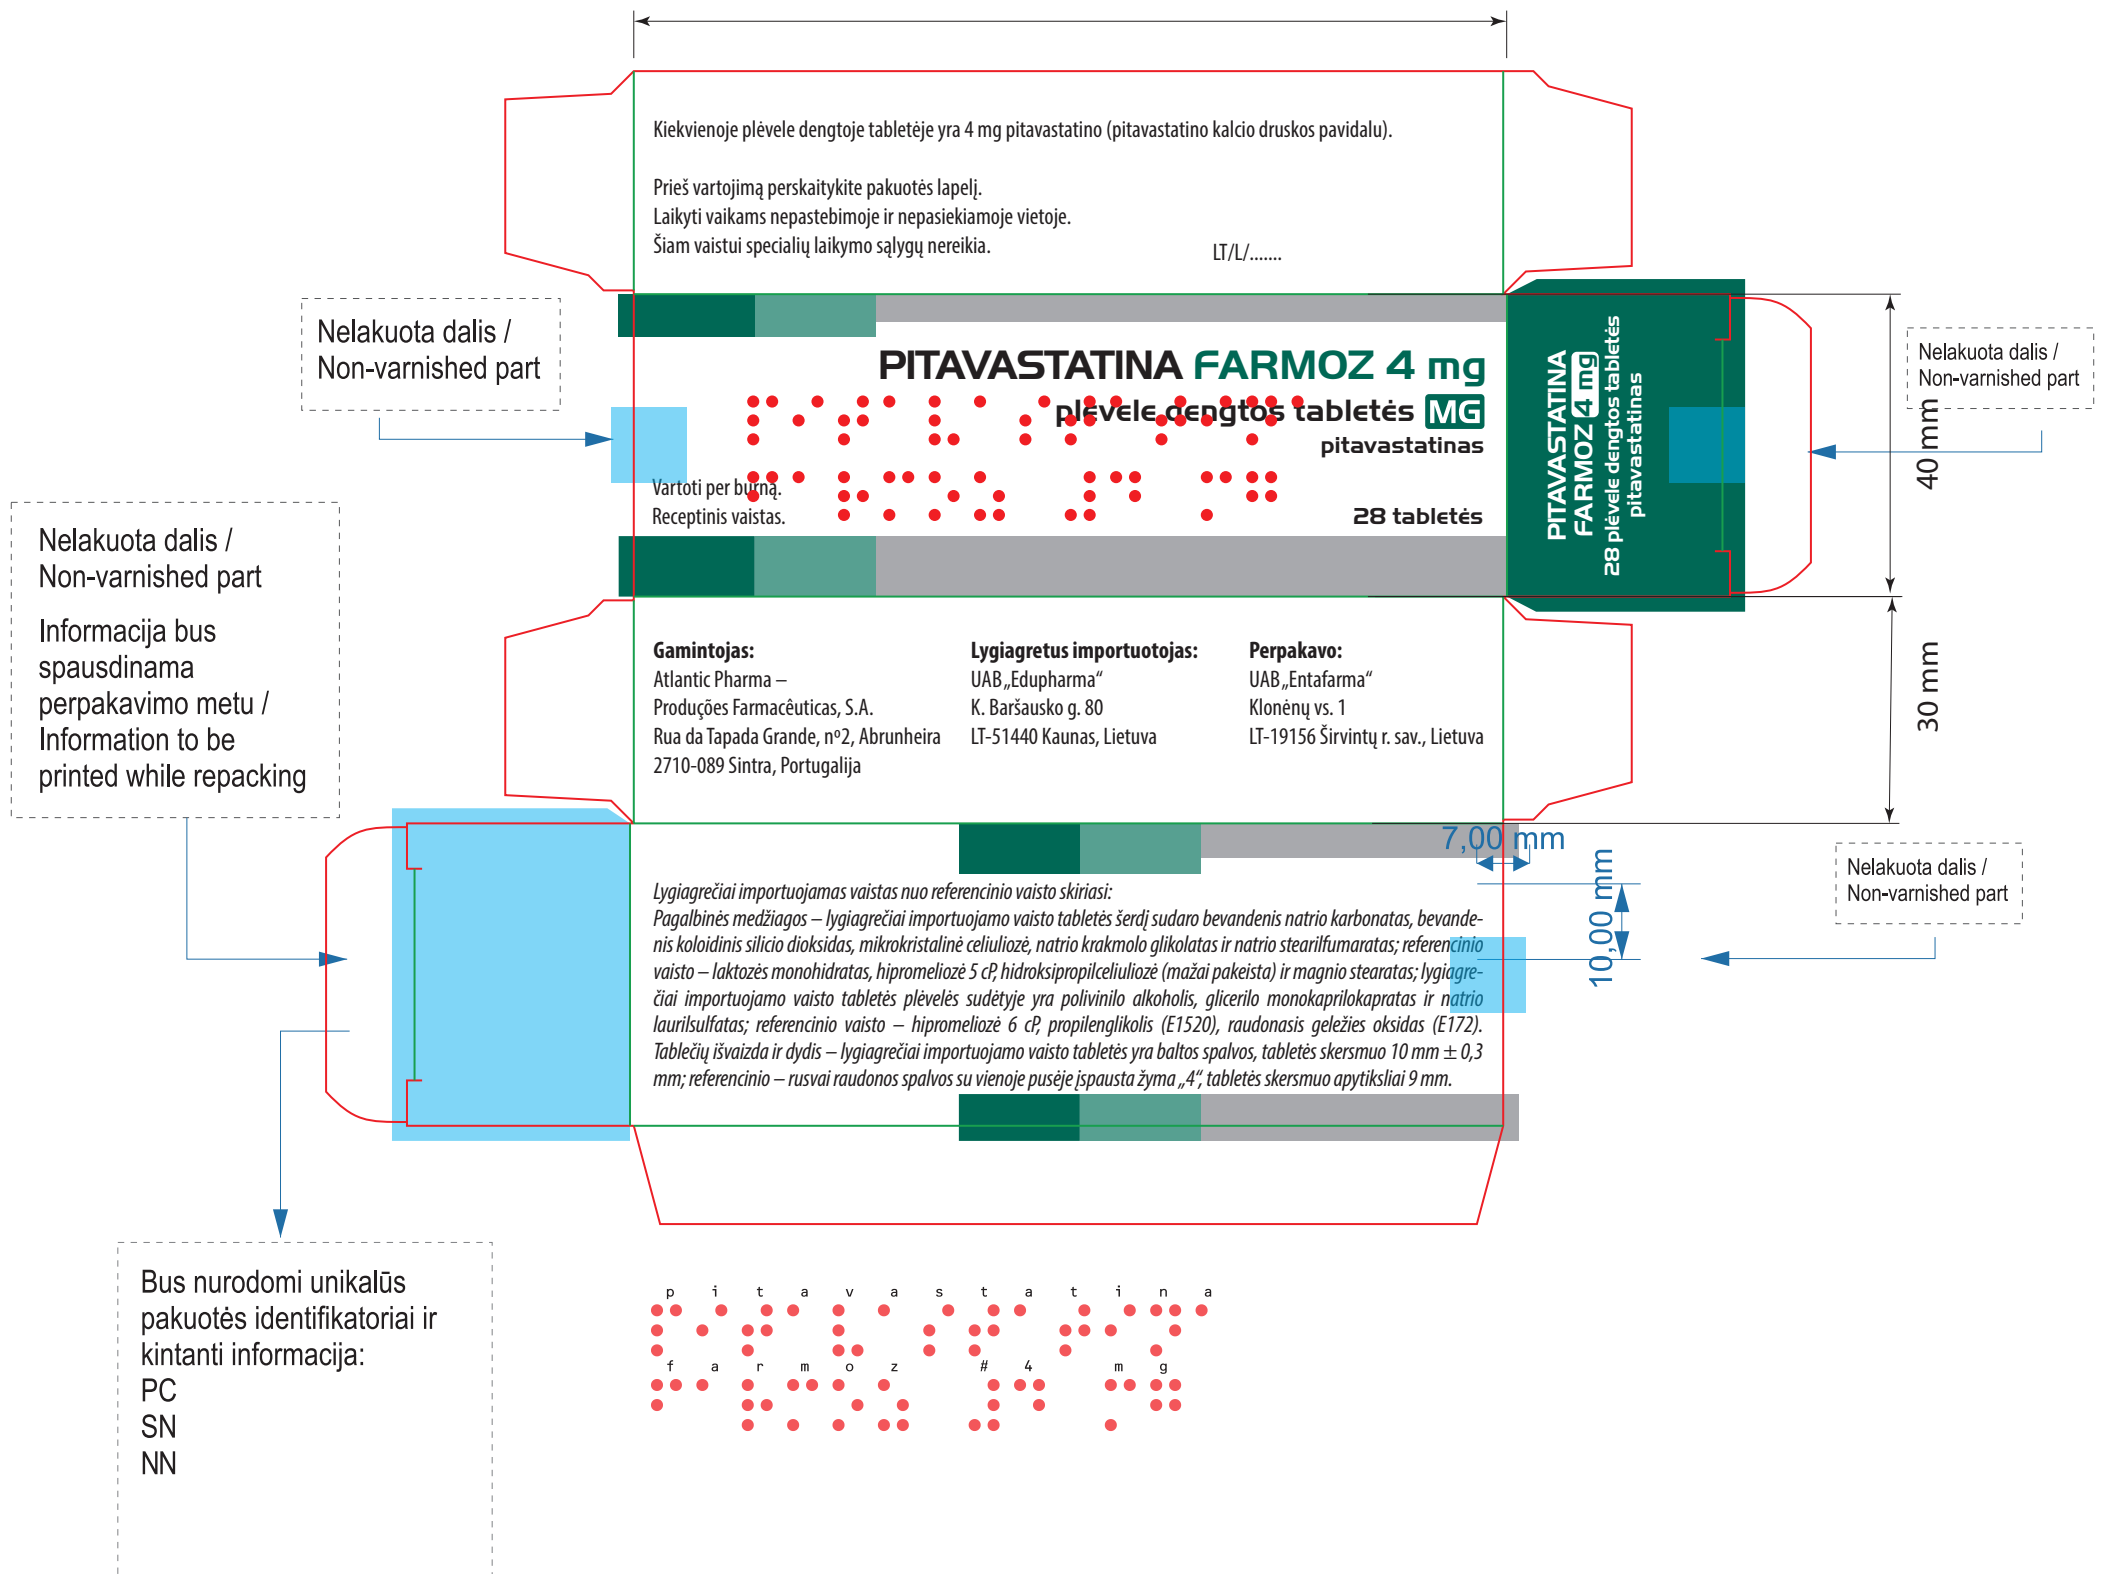 Kiekvienoje plėvele dengtoje tabletėje yra 4 mg pitavastatino (pitavastatino kalcio druskos pavidalu).
Prieš vartojimą perskaitykite pakuotės lapelį.
Laikyti vaikams nepastebimoje ir nepasiekiamoje vietoje.
Šiam vaistui specialių laikymo sąlygų nereikia.
LT/L/.......
Nelakuota dalis /
Non-varnished part
PITAVASTATINA FARMOZ 4 mg
plėvele dengtos tabletės MG
pitavastatinas
Vartoti per burną.
Receptinis vaistas.
28 tabletės
PITAVASTATINA
FARMOZ 4 mg
28 plėvele dengtos tabletės
pitavastatinas
Nelakuota dalis /
Non-varnished part
40 mm
30 mm
Nelakuota dalis /
Non-varnished part
Informacija bus
spausdinama
perpakavimo metu /
Information to be
printed while repacking
Gamintojas:
Atlantic Pharma –
Produções Farmacêuticas, S.A.
Rua da Tapada Grande, nº2, Abrunheira
2710-089 Sintra, Portugalija
Lygiagretus importuotojas:
UAB „Edupharma“
K. Baršausko g. 80
LT-51440 Kaunas, Lietuva
Perpakavo:
UAB „Entafarma“
Klonėnų vs. 1
LT-19156 Širvintų r. sav., Lietuva
7,00 mm
10,00 mm
Nelakuota dalis /
Non-varnished part
Lygiagrečiai importuojamas vaistas nuo referencinio vaisto skiriasi:
Pagalbinės medžiagos – lygiagrečiai importuojamo vaisto tabletės šerdį sudaro bevandenis natrio karbonatas, bevande-
nis koloidinis silicio dioksidas, mikrokristalinė celiuliozė, natrio krakmolo glikolatas ir natrio stearilfumaratas; referencinio
vaisto – laktozės monohidratas, hipromeliozė 5 cP, hidroksipropilceliuliozė (mažai pakeista) ir magnio stearatas; lygiagre-
čiai importuojamo vaisto tabletės plėvelės sudėtyje yra polivinilo alkoholis, glicerilo monokaprilokapratas ir natrio
laurilsulfatas; referencinio vaisto – hipromeliozė 6 cP, propilenglikolis (E1520), raudonasis geležies oksidas (E172).
Tablečių išvaizda ir dydis – lygiagrečiai importuojamo vaisto tabletės yra baltos spalvos, tabletės skersmuo 10 mm ± 0,3
mm; referencinio – rusvai raudonos spalvos su vienoje pusėje įspausta žyma „4“, tabletės skersmuo apytiksliai 9 mm.
Bus nurodomi unikalūs
pakuotės identifikatoriai ir
kintanti informacija:
PC
SN
NN
p i t a v a s t a t i n a
f a r m o z # 4 m g